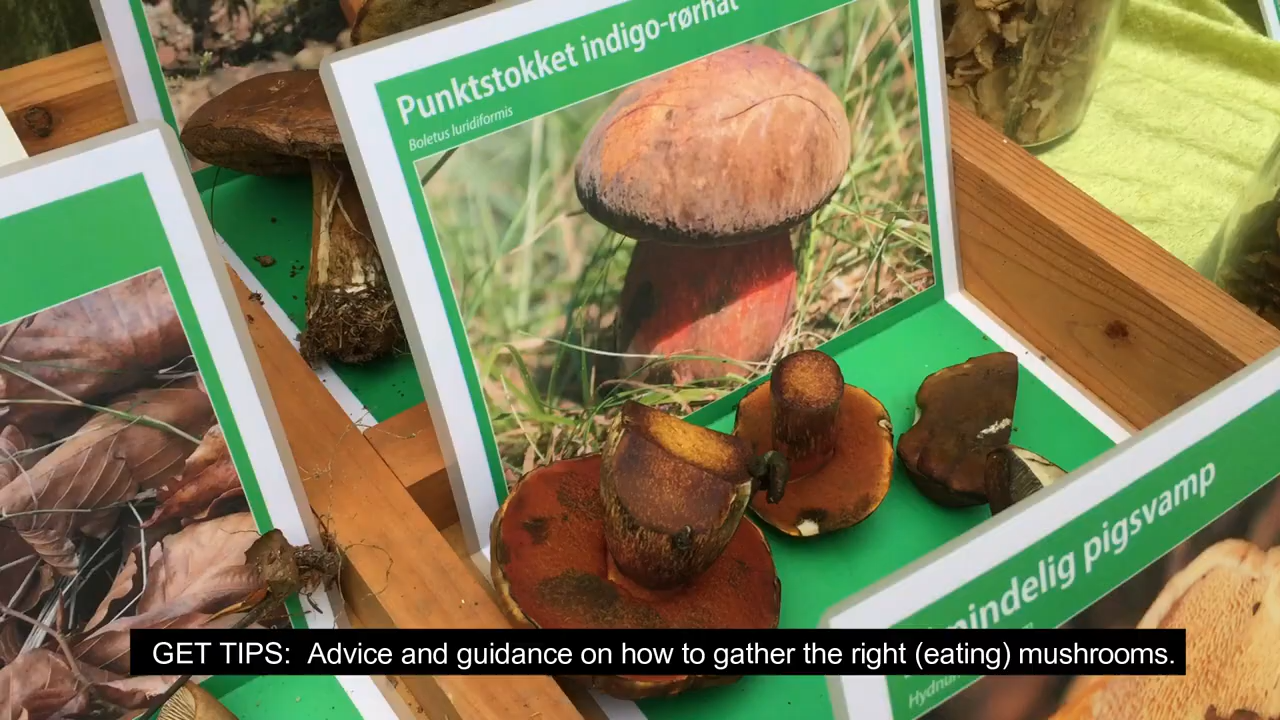 Punktstokket indigo-rørhat
Boletus luridiformis
mindelig pigsvamp
GET TIPS: Advice and guidance on how to gather the right (eating) mushrooms.